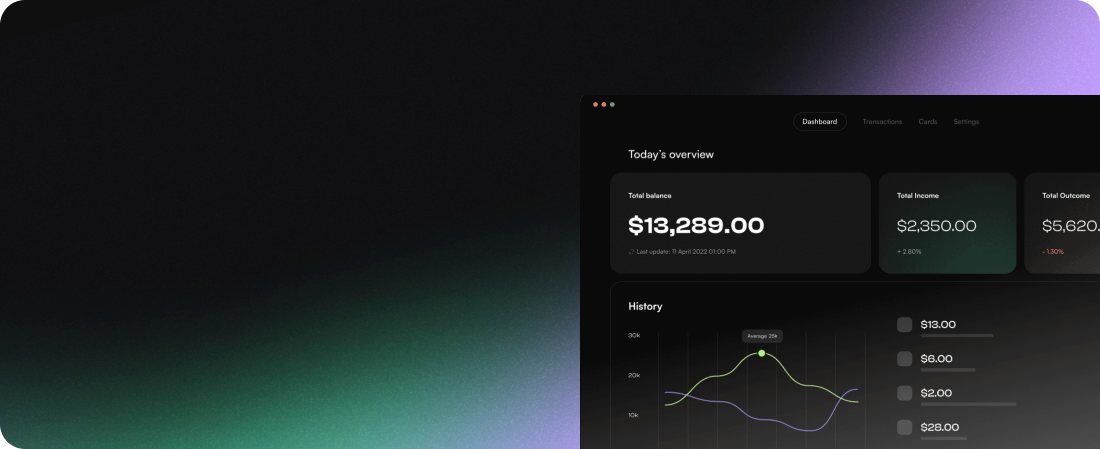 Dashboard Transactions Cards Settings
Today's overview
Total balance
$13,289.00
Last update: 11 April 2022 01:00 PM
Total Income
$2,350.00
+ 2.80%
Total Outcome
$5,620.
- 1.30%
History
30k
20k
10k
Average 25k
$13.00
$6.00
$2.00
$28.00